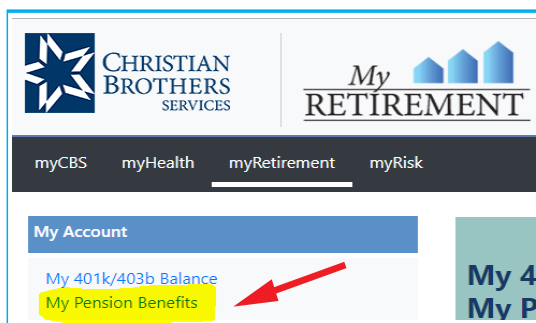 CHRISTIAN
BROTHERS
SERVICES
My
RETIREMENT
myCBS myHealth myRetirement myRisk
My Account
My 401k/403b Balance
My Pension Benefits
My 4
My P